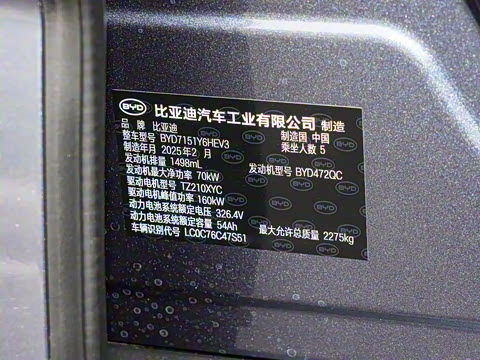 BYD 比亚迪汽车工业有限公司 制造
品 牌 比亚迪 制造国 中国
整车型号 BYD7151Y6HEV3 乘坐人数 5
制造年月 2025年2 月
发动机排量 1498mL 发动机型号 BYD472QC
发动机最大净功率 70kW
驱动电机型号 TZ210XYC
驱动电机峰值功率 160kW
动力电池系统额定电压 326.4V
动力电池系统额定容量 54Ah 最大允许总质量 2275kg
车辆识别代号 LC0C76C47S51